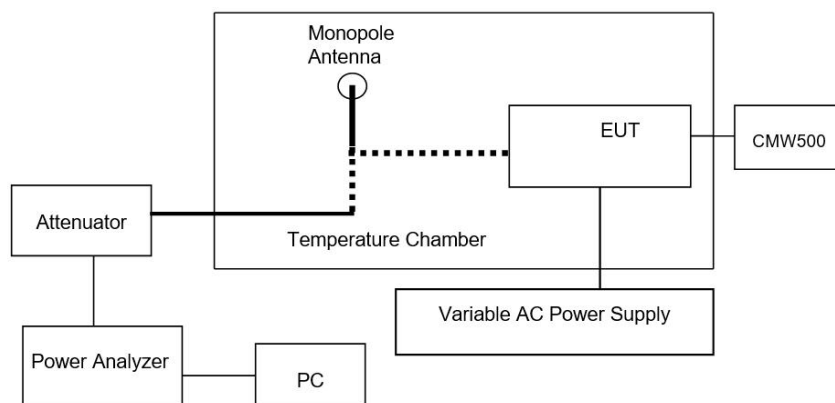 Monopole
Antenna
EUT
CMW500
Attenuator
Temperature Chamber
Variable AC Power Supply
Power Analyzer
PC